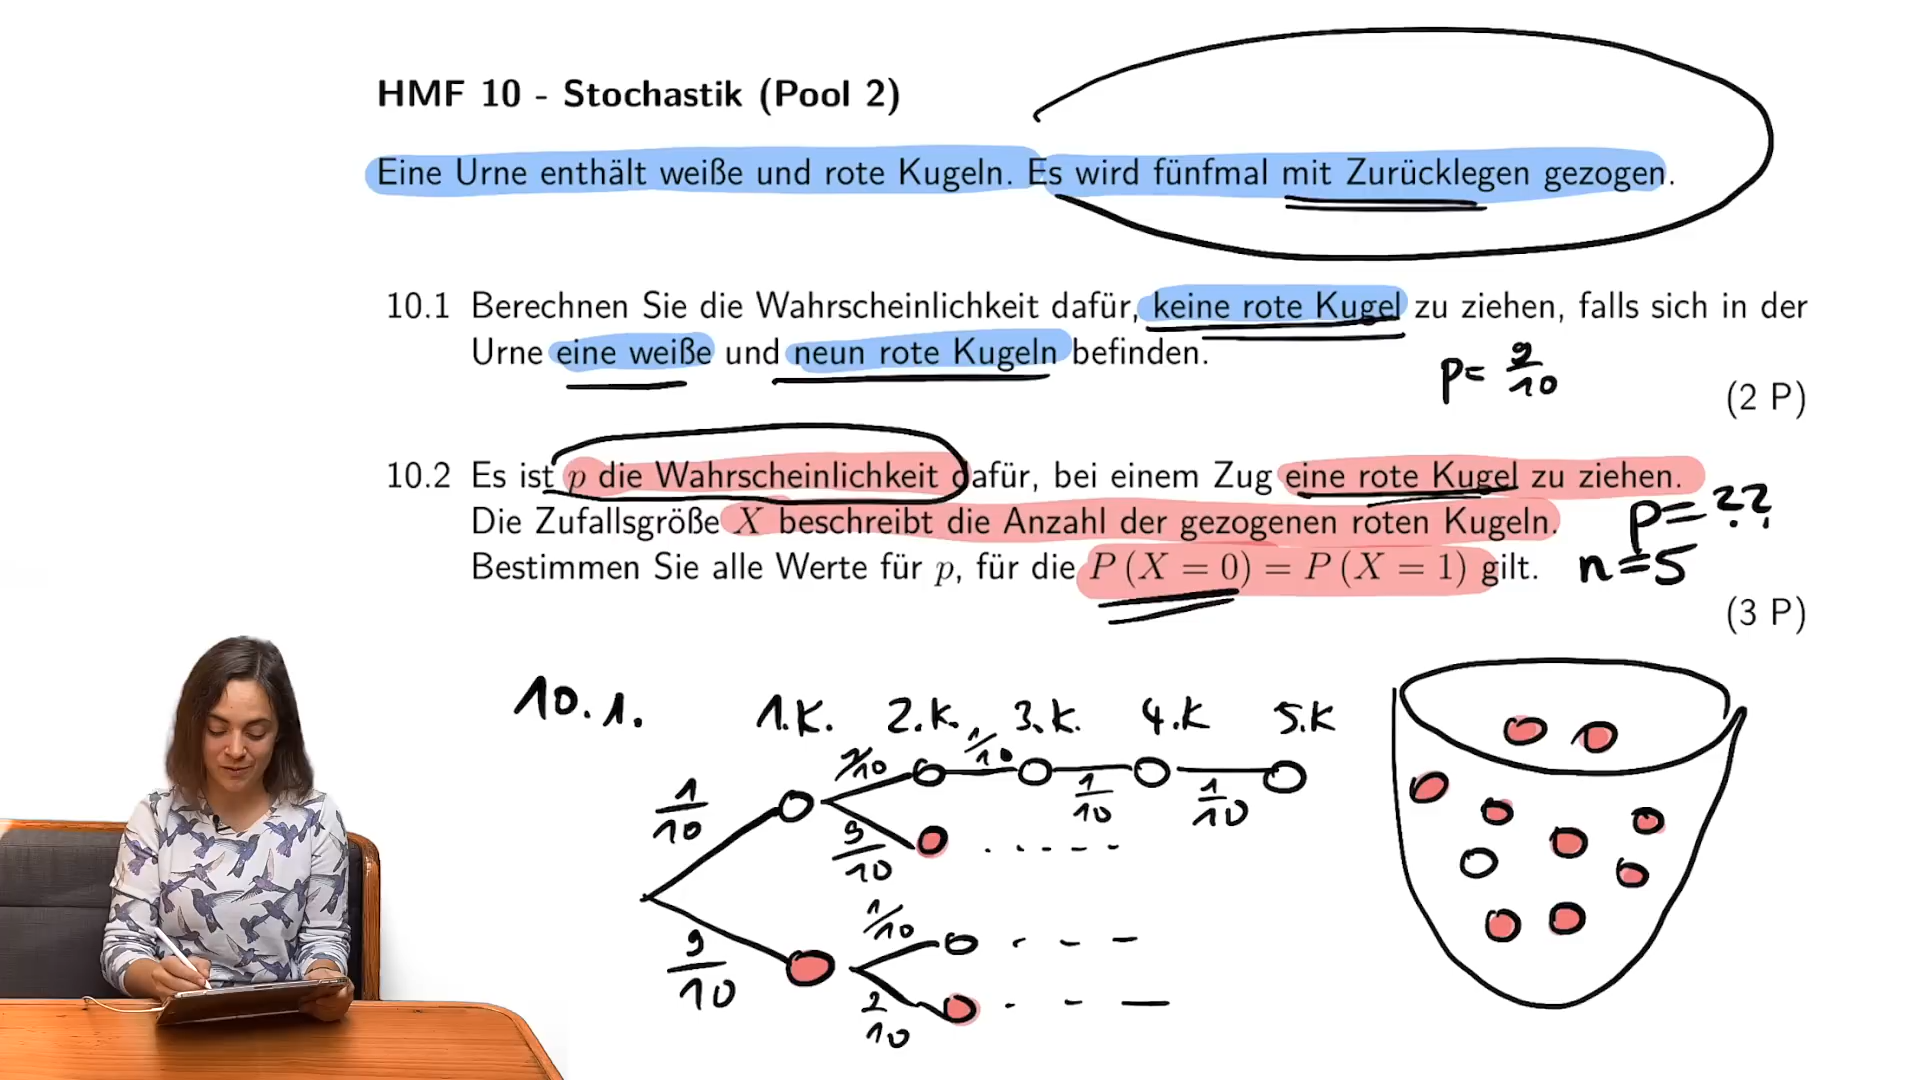 HMF 10 - Stochastik (Pool 2)
Eine Urne enthält weiße und rote Kugeln. Es wird fünfmal mit Zurücklegen gezogen.
10.1 Berechnen Sie die Wahrscheinlichkeit dafür, keine rote Kugel zu ziehen, falls sich in der
Urne eine weiße und neun rote Kugeln befinden.
p= 9/10
(2 P)
10.2 Es ist p die Wahrscheinlichkeit dafür, bei einem Zug eine rote Kugel zu ziehen.
Die Zufallsgröße X beschreibt die Anzahl der gezogenen roten Kugeln.
p=??
Bestimmen Sie alle Werte für p, für die P (X = 0) = P (X = 1) gilt.
n=5
(3 P)
10.1.
1.K. 2.K. 3.K. 4.K 5.K
1/10 1/10 1/10 1/10 1/10
9/10
1/10
9/10
9/10